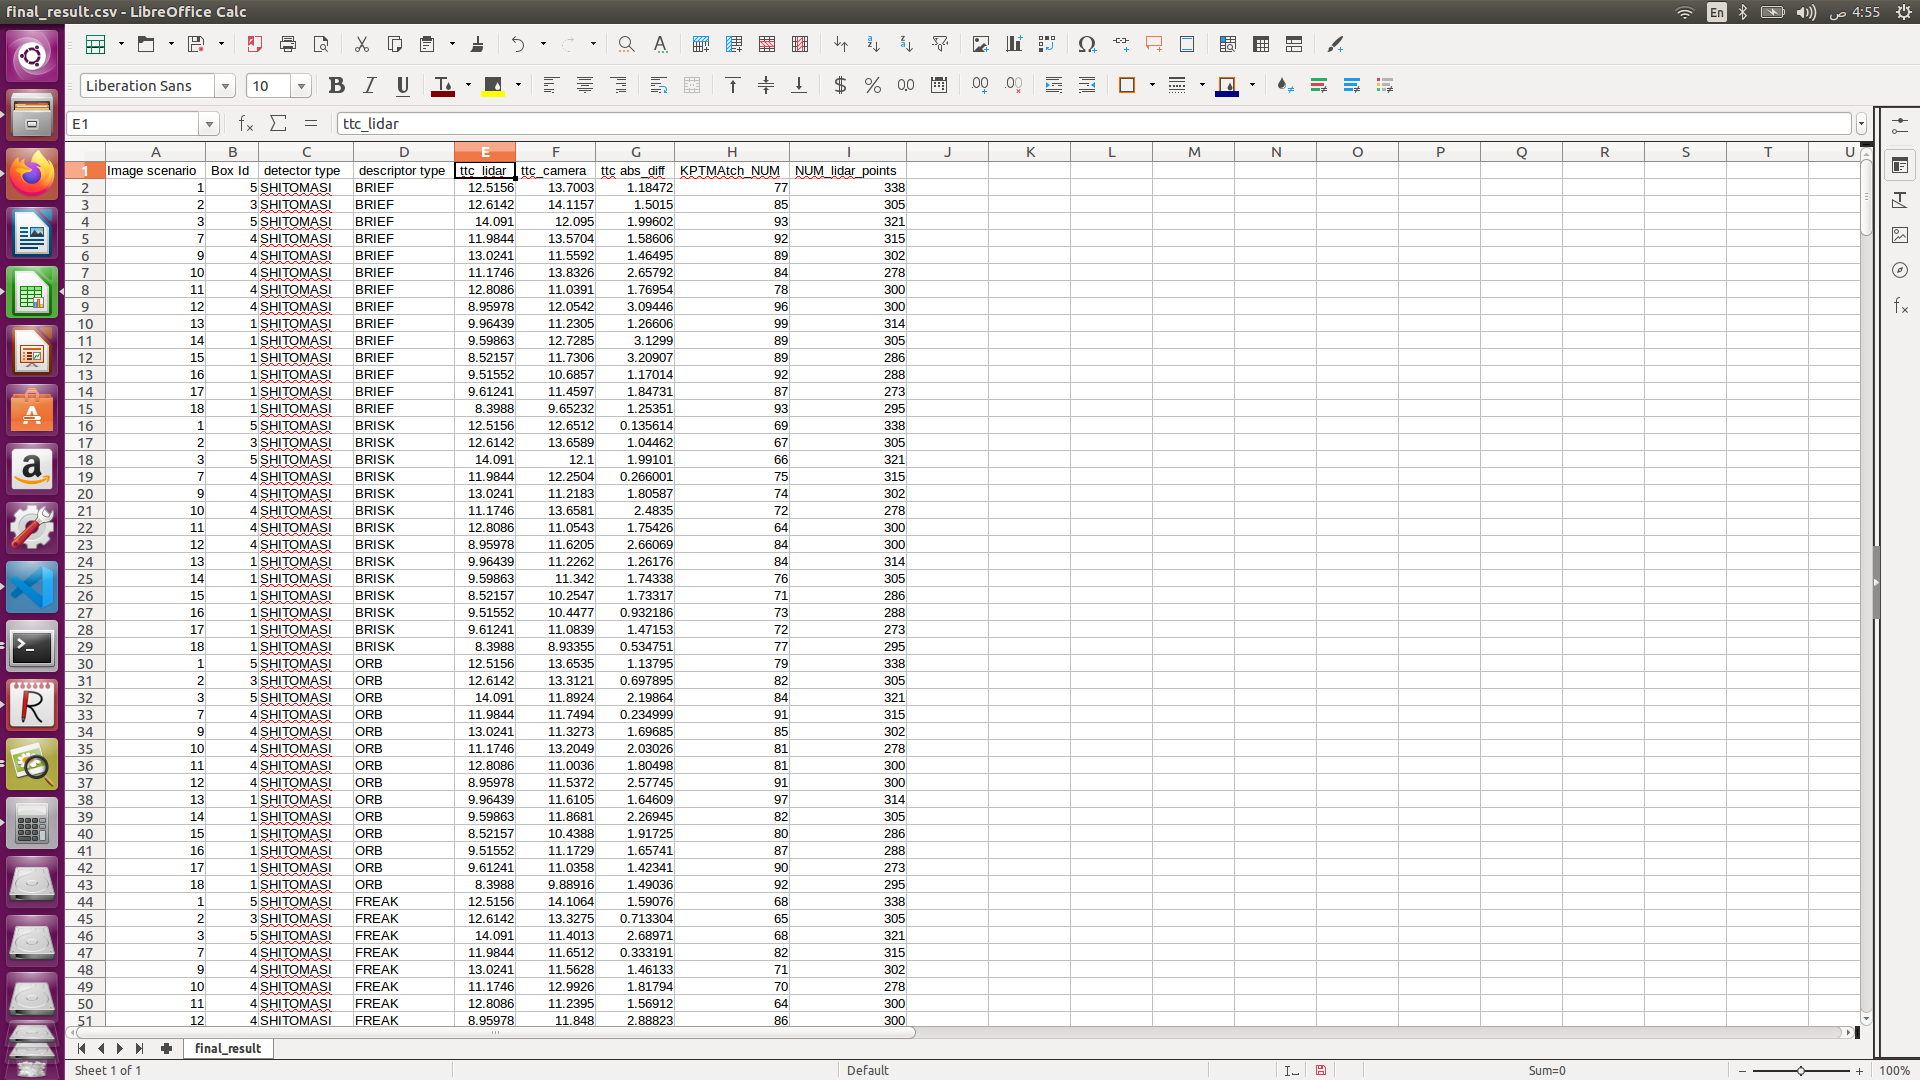 final_result.csv - LibreOffice Calc
En
4:55 ص
Liberation Sans 10
E1 ttc_lidar
A B C D E F G H I J K L M N O P Q R S T U
1 Image scenario Box Id detector type descriptor type ttc_lidar ttc_camera ttc abs_diff KPTMAtch_NUM NUM_lidar_points
2 1 5 SHITOMASI BRIEF 12.5156 13.7003 1.18472 77 338
3 2 3 SHITOMASI BRIEF 12.6142 14.1157 1.5015 85 305
4 3 5 SHITOMASI BRIEF 14.091 12.095 1.99602 93 321
5 7 4 SHITOMASI BRIEF 11.9844 13.5704 1.58606 92 315
6 9 4 SHITOMASI BRIEF 13.0241 11.5592 1.46495 89 302
7 10 4 SHITOMASI BRIEF 11.1746 13.8326 2.65792 84 278
8 11 4 SHITOMASI BRIEF 12.8086 11.0391 1.76954 78 300
9 12 4 SHITOMASI BRIEF 8.95978 12.0542 3.09446 96 300
10 13 1 SHITOMASI BRIEF 9.96439 11.2305 1.26606 99 314
11 14 1 SHITOMASI BRIEF 9.59863 12.7285 3.1299 89 305
12 15 1 SHITOMASI BRIEF 8.52157 11.7306 3.20907 89 286
13 16 1 SHITOMASI BRIEF 9.51552 10.6857 1.17014 92 288
14 17 1 SHITOMASI BRIEF 9.61241 11.4597 1.84731 87 273
15 18 1 SHITOMASI BRIEF 8.3988 9.65232 1.25351 93 295
16 1 5 SHITOMASI BRISK 12.5156 12.6512 0.135614 69 338
17 2 3 SHITOMASI BRISK 12.6142 13.6589 1.04462 67 305
18 3 5 SHITOMASI BRISK 14.091 12.1 1.99101 66 321
19 7 4 SHITOMASI BRISK 11.9844 12.2504 0.266001 75 315
20 9 4 SHITOMASI BRISK 13.0241 11.2183 1.80587 74 302
21 10 4 SHITOMASI BRISK 11.1746 13.6581 2.4835 72 278
22 11 4 SHITOMASI BRISK 12.8086 11.0543 1.75426 64 300
23 12 4 SHITOMASI BRISK 8.95978 11.6205 2.66069 84 300
24 13 1 SHITOMASI BRISK 9.96439 11.2262 1.26176 84 314
25 14 1 SHITOMASI BRISK 9.59863 11.342 1.74338 76 305
26 15 1 SHITOMASI BRISK 8.52157 10.2547 1.73317 71 286
27 16 1 SHITOMASI BRISK 9.51552 10.4477 0.932186 73 288
28 17 1 SHITOMASI BRISK 9.61241 11.0839 1.47153 72 273
29 18 1 SHITOMASI BRISK 8.3988 8.93355 0.534751 77 295
30 1 5 SHITOMASI ORB 12.5156 13.6535 1.13795 79 338
31 2 3 SHITOMASI ORB 12.6142 13.3121 0.697895 82 305
32 3 5 SHITOMASI ORB 14.091 11.8924 2.19864 84 321
33 7 4 SHITOMASI ORB 11.9844 11.7494 0.234999 91 315
34 9 4 SHITOMASI ORB 13.0241 11.3273 1.69685 85 302
35 10 4 SHITOMASI ORB 11.1746 13.2049 2.03026 81 278
36 11 4 SHITOMASI ORB 12.8086 11.0036 1.80498 81 300
37 12 4 SHITOMASI ORB 8.95978 11.5372 2.57745 91 300
38 13 1 SHITOMASI ORB 9.96439 11.6105 1.64609 97 314
39 14 1 SHITOMASI ORB 9.59863 11.8681 2.26945 82 305
40 15 1 SHITOMASI ORB 8.52157 10.4388 1.91725 80 286
41 16 1 SHITOMASI ORB 9.51552 11.1729 1.65741 87 288
42 17 1 SHITOMASI ORB 9.61241 11.0358 1.42341 90 273
43 18 1 SHITOMASI ORB 8.3988 9.88916 1.49036 92 295
44 1 5 SHITOMASI FREAK 12.5156 14.1064 1.59076 68 338
45 2 3 SHITOMASI FREAK 12.6142 13.3275 0.713304 65 305
46 3 5 SHITOMASI FREAK 14.091 11.4013 2.68971 68 321
47 7 4 SHITOMASI FREAK 11.9844 11.6512 0.333191 82 315
48 9 4 SHITOMASI FREAK 13.0241 11.5628 1.46133 71 302
49 10 4 SHITOMASI FREAK 11.1746 12.9926 1.81794 70 278
50 11 4 SHITOMASI FREAK 12.8086 11.2395 1.56912 64 300
51 12 4 SHITOMASI FREAK 8.95978 11.848 2.88823 86 300
final_result
Sheet 1 of 1 Default Sum=0 100%